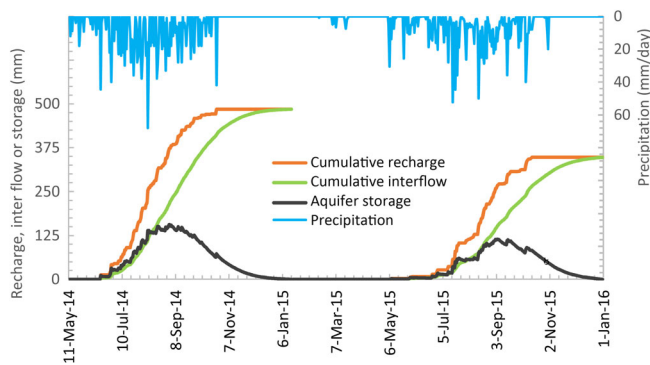 Recharge, inter flow or storage (mm)
500
375
250
125
0
0
20
40
60
Precipitation (mm/day)
Cumulative recharge
Cumulative interflow
Aquifer storage
Precipitation
11-May-14
10-Jul-14
8-Sep-14
7-Nov-14
6-Jan-15
7-Mar-15
6-May-15
5-Jul-15
3-Sep-15
2-Nov-15
1-Jan-16